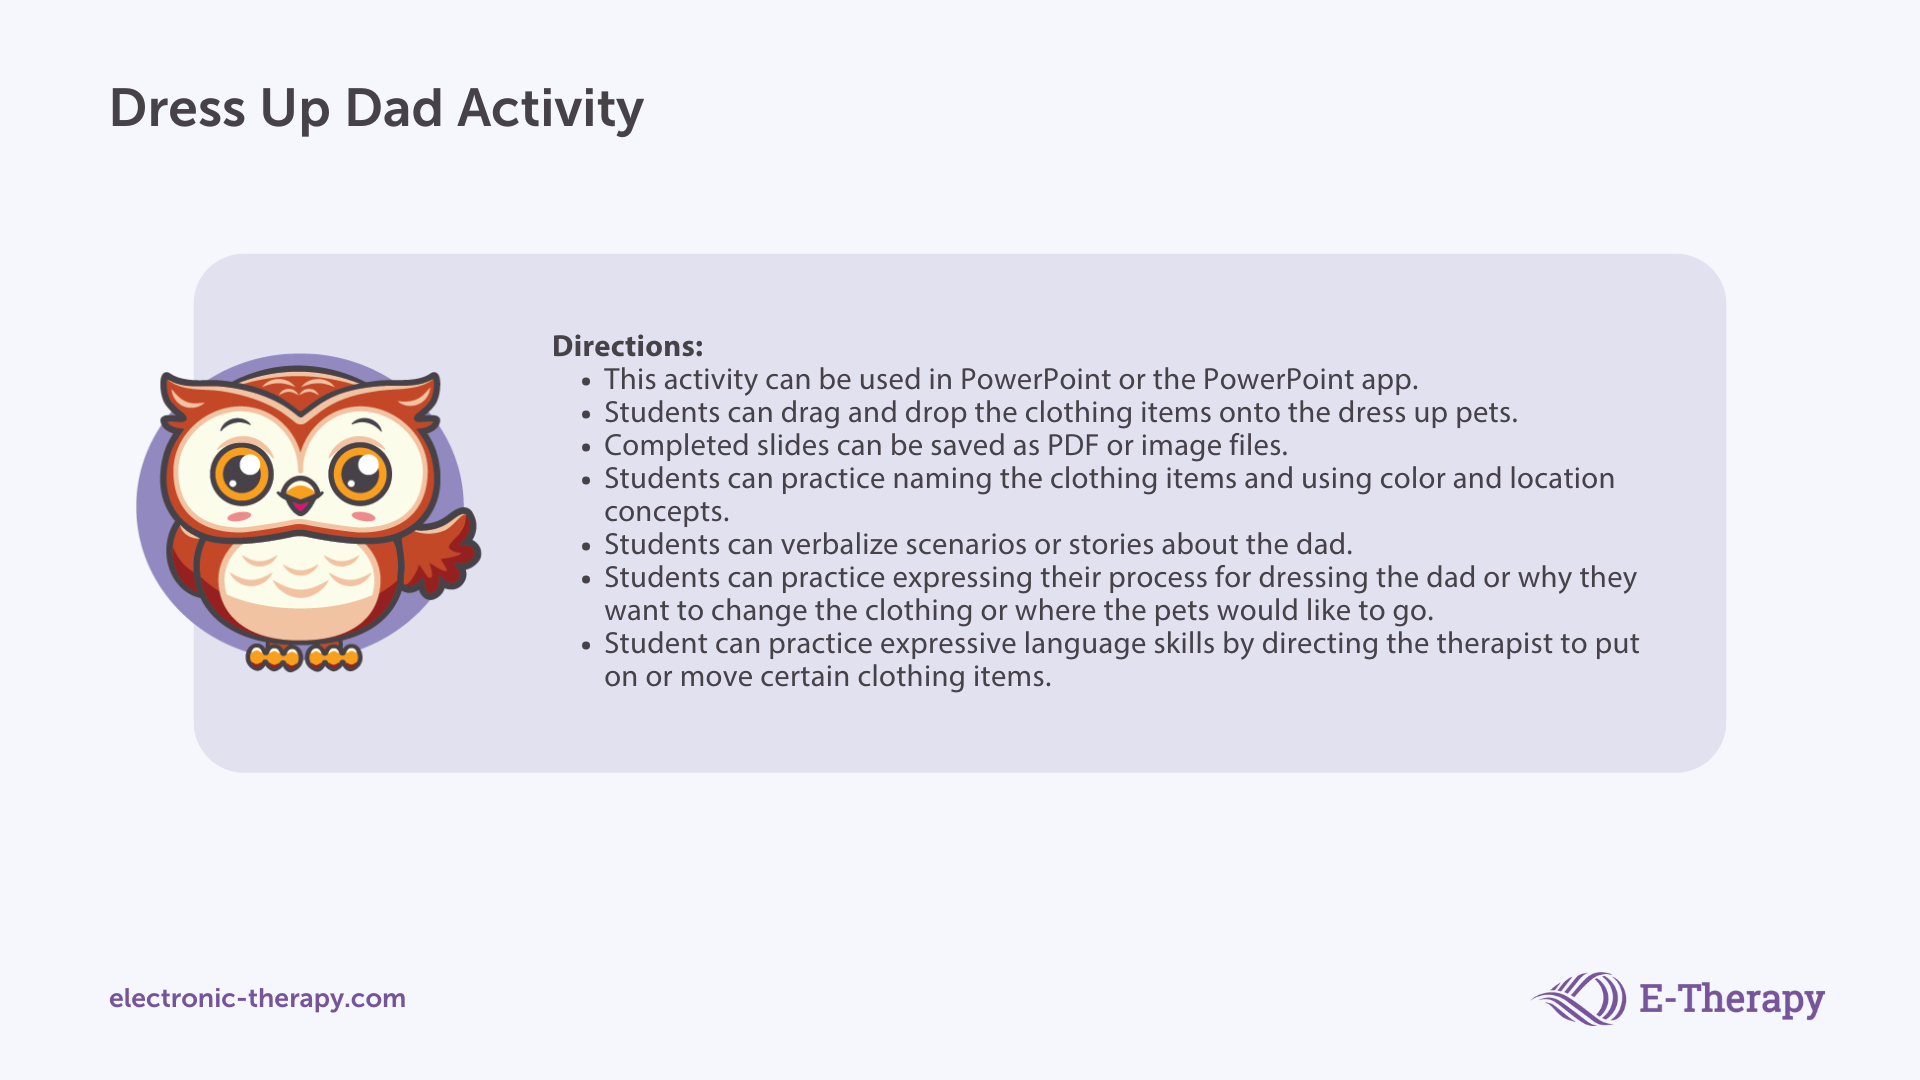 Dress Up Dad Activity
Directions:
• This activity can be used in PowerPoint or the PowerPoint app.
• Students can drag and drop the clothing items onto the dress up pets.
• Completed slides can be saved as PDF or image files.
• Students can practice naming the clothing items and using color and location
concepts.
• Students can verbalize scenarios or stories about the dad.
• Students can practice expressing their process for dressing the dad or why they
want to change the clothing or where the pets would like to go.
• Student can practice expressive language skills by directing the therapist to put
on or move certain clothing items.
electronic-therapy.com
E-Therapy